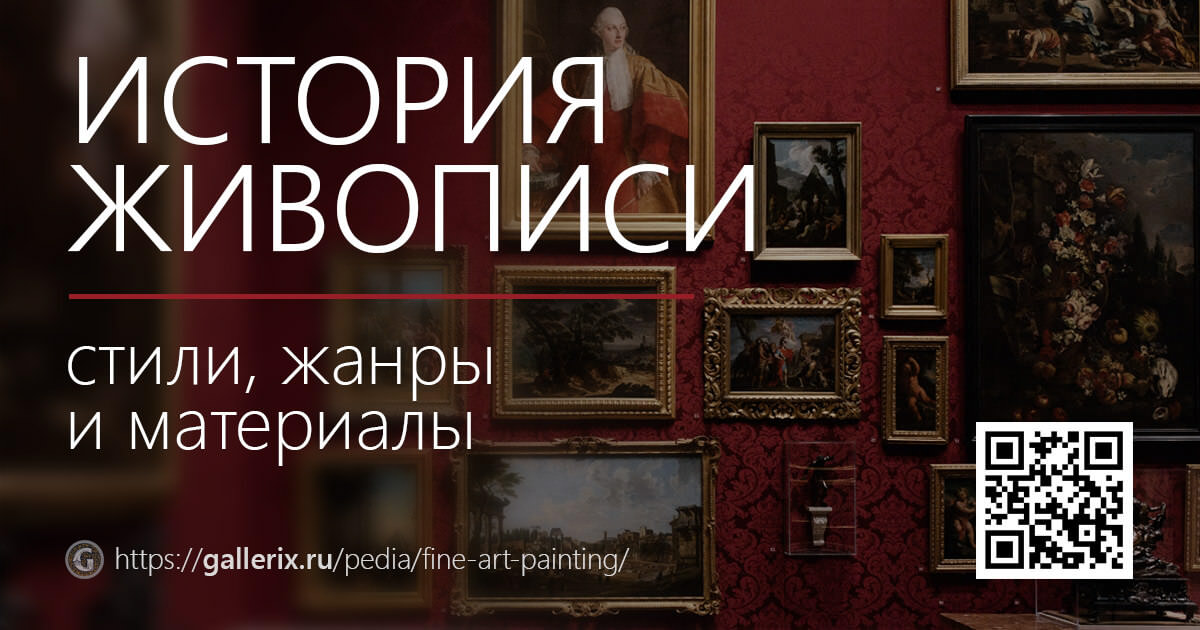 ИСТОРИЯ
ЖИВОПИСИ
стили, жанры
и материалы
G https://gallerix.ru/pedia/fine-art-painting/